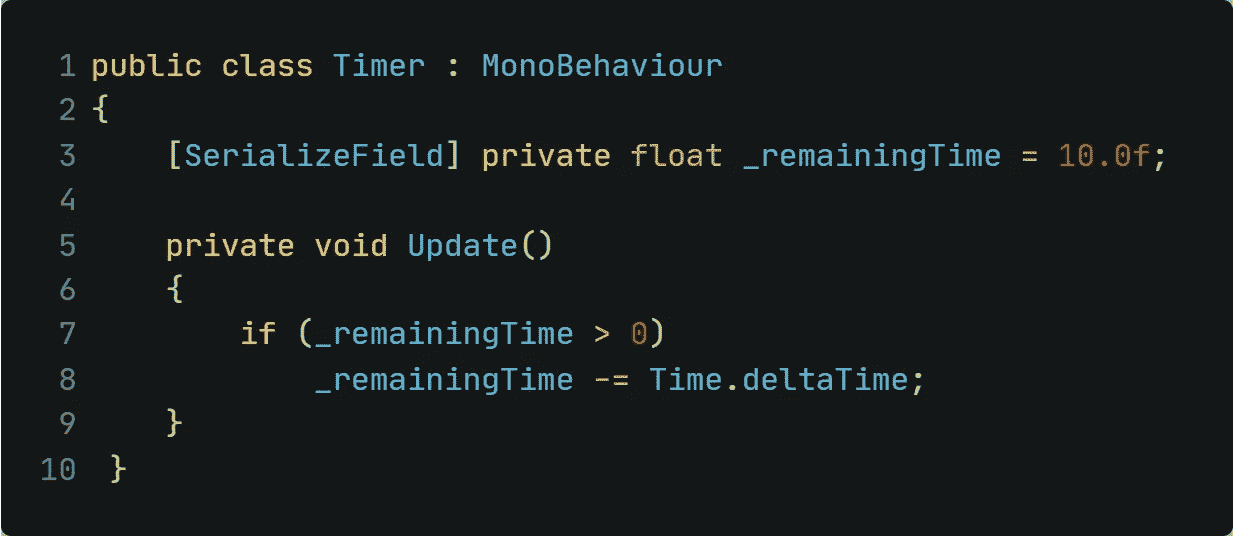 1 public class Timer : MonoBehaviour
2 {
3     [SerializeField] private float _remainingTime = 10.0f;
4
5     private void Update()
6     {
7         if (_remainingTime > 0)
8             _remainingTime -= Time.deltaTime;
9     }
10 }